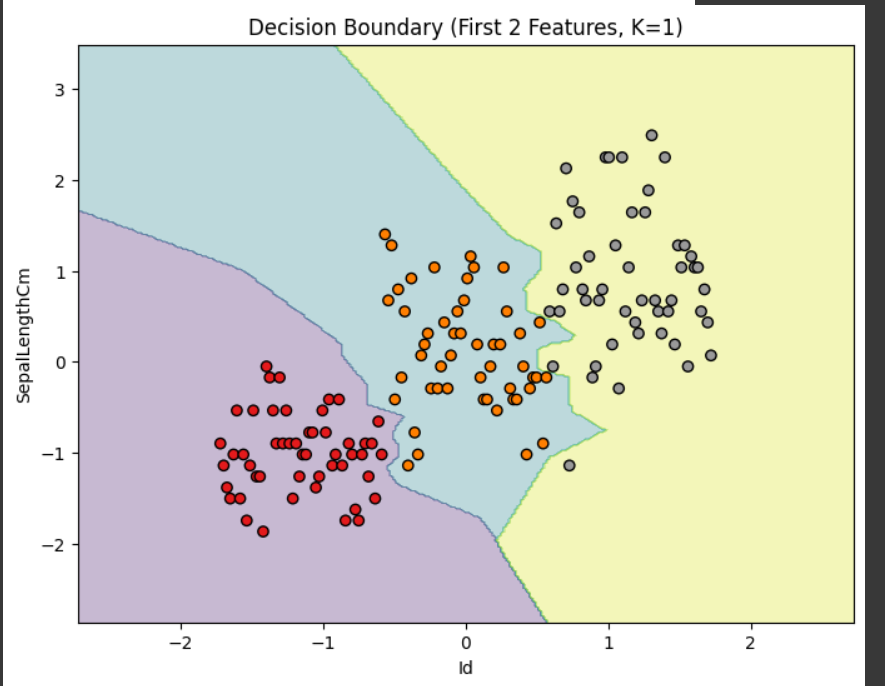 Decision Boundary (First 2 Features, K=1)
3
2
1
0
−1
−2
SepalLengthCm
−2 −1 0 1 2
Id